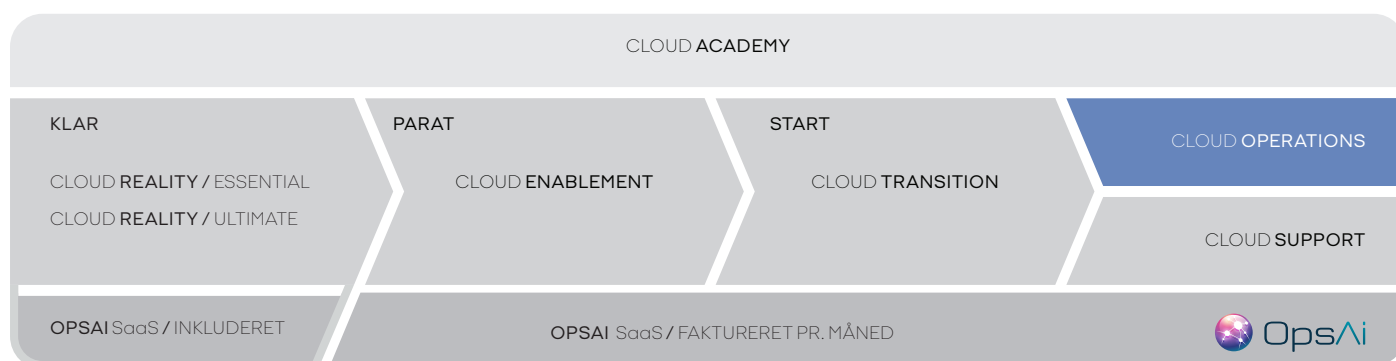 CLOUD ACADEMY
KLAR
CLOUD REALITY / ESSENTIAL
CLOUD REALITY / ULTIMATE
PARAT
CLOUD ENABLEMENT
START
CLOUD TRANSITION
CLOUD OPERATIONS
CLOUD SUPPORT
OPSAI SaaS / INKLUDERET
OPSAI SaaS / FAKTURERET PR. MÅNED
OpsAi